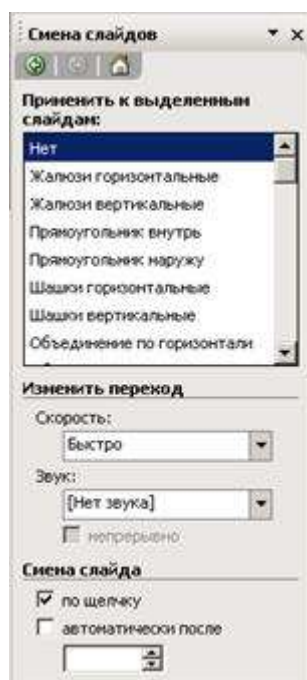 Смена слайдов
Применить к выделенным
слайдам:
Нет
Жалюзи горизонтальные
Жалюзи вертикальные
Прямоугольник внутрь
Прямоугольник наружу
Шашки горизонтальные
Шашки вертикальные
Объединение по горизонтали
Изменить переход
Скорость:
Быстро
Звук:
[Нет звука]
непрерывно
Смена слайда
по щелчку
автоматически после